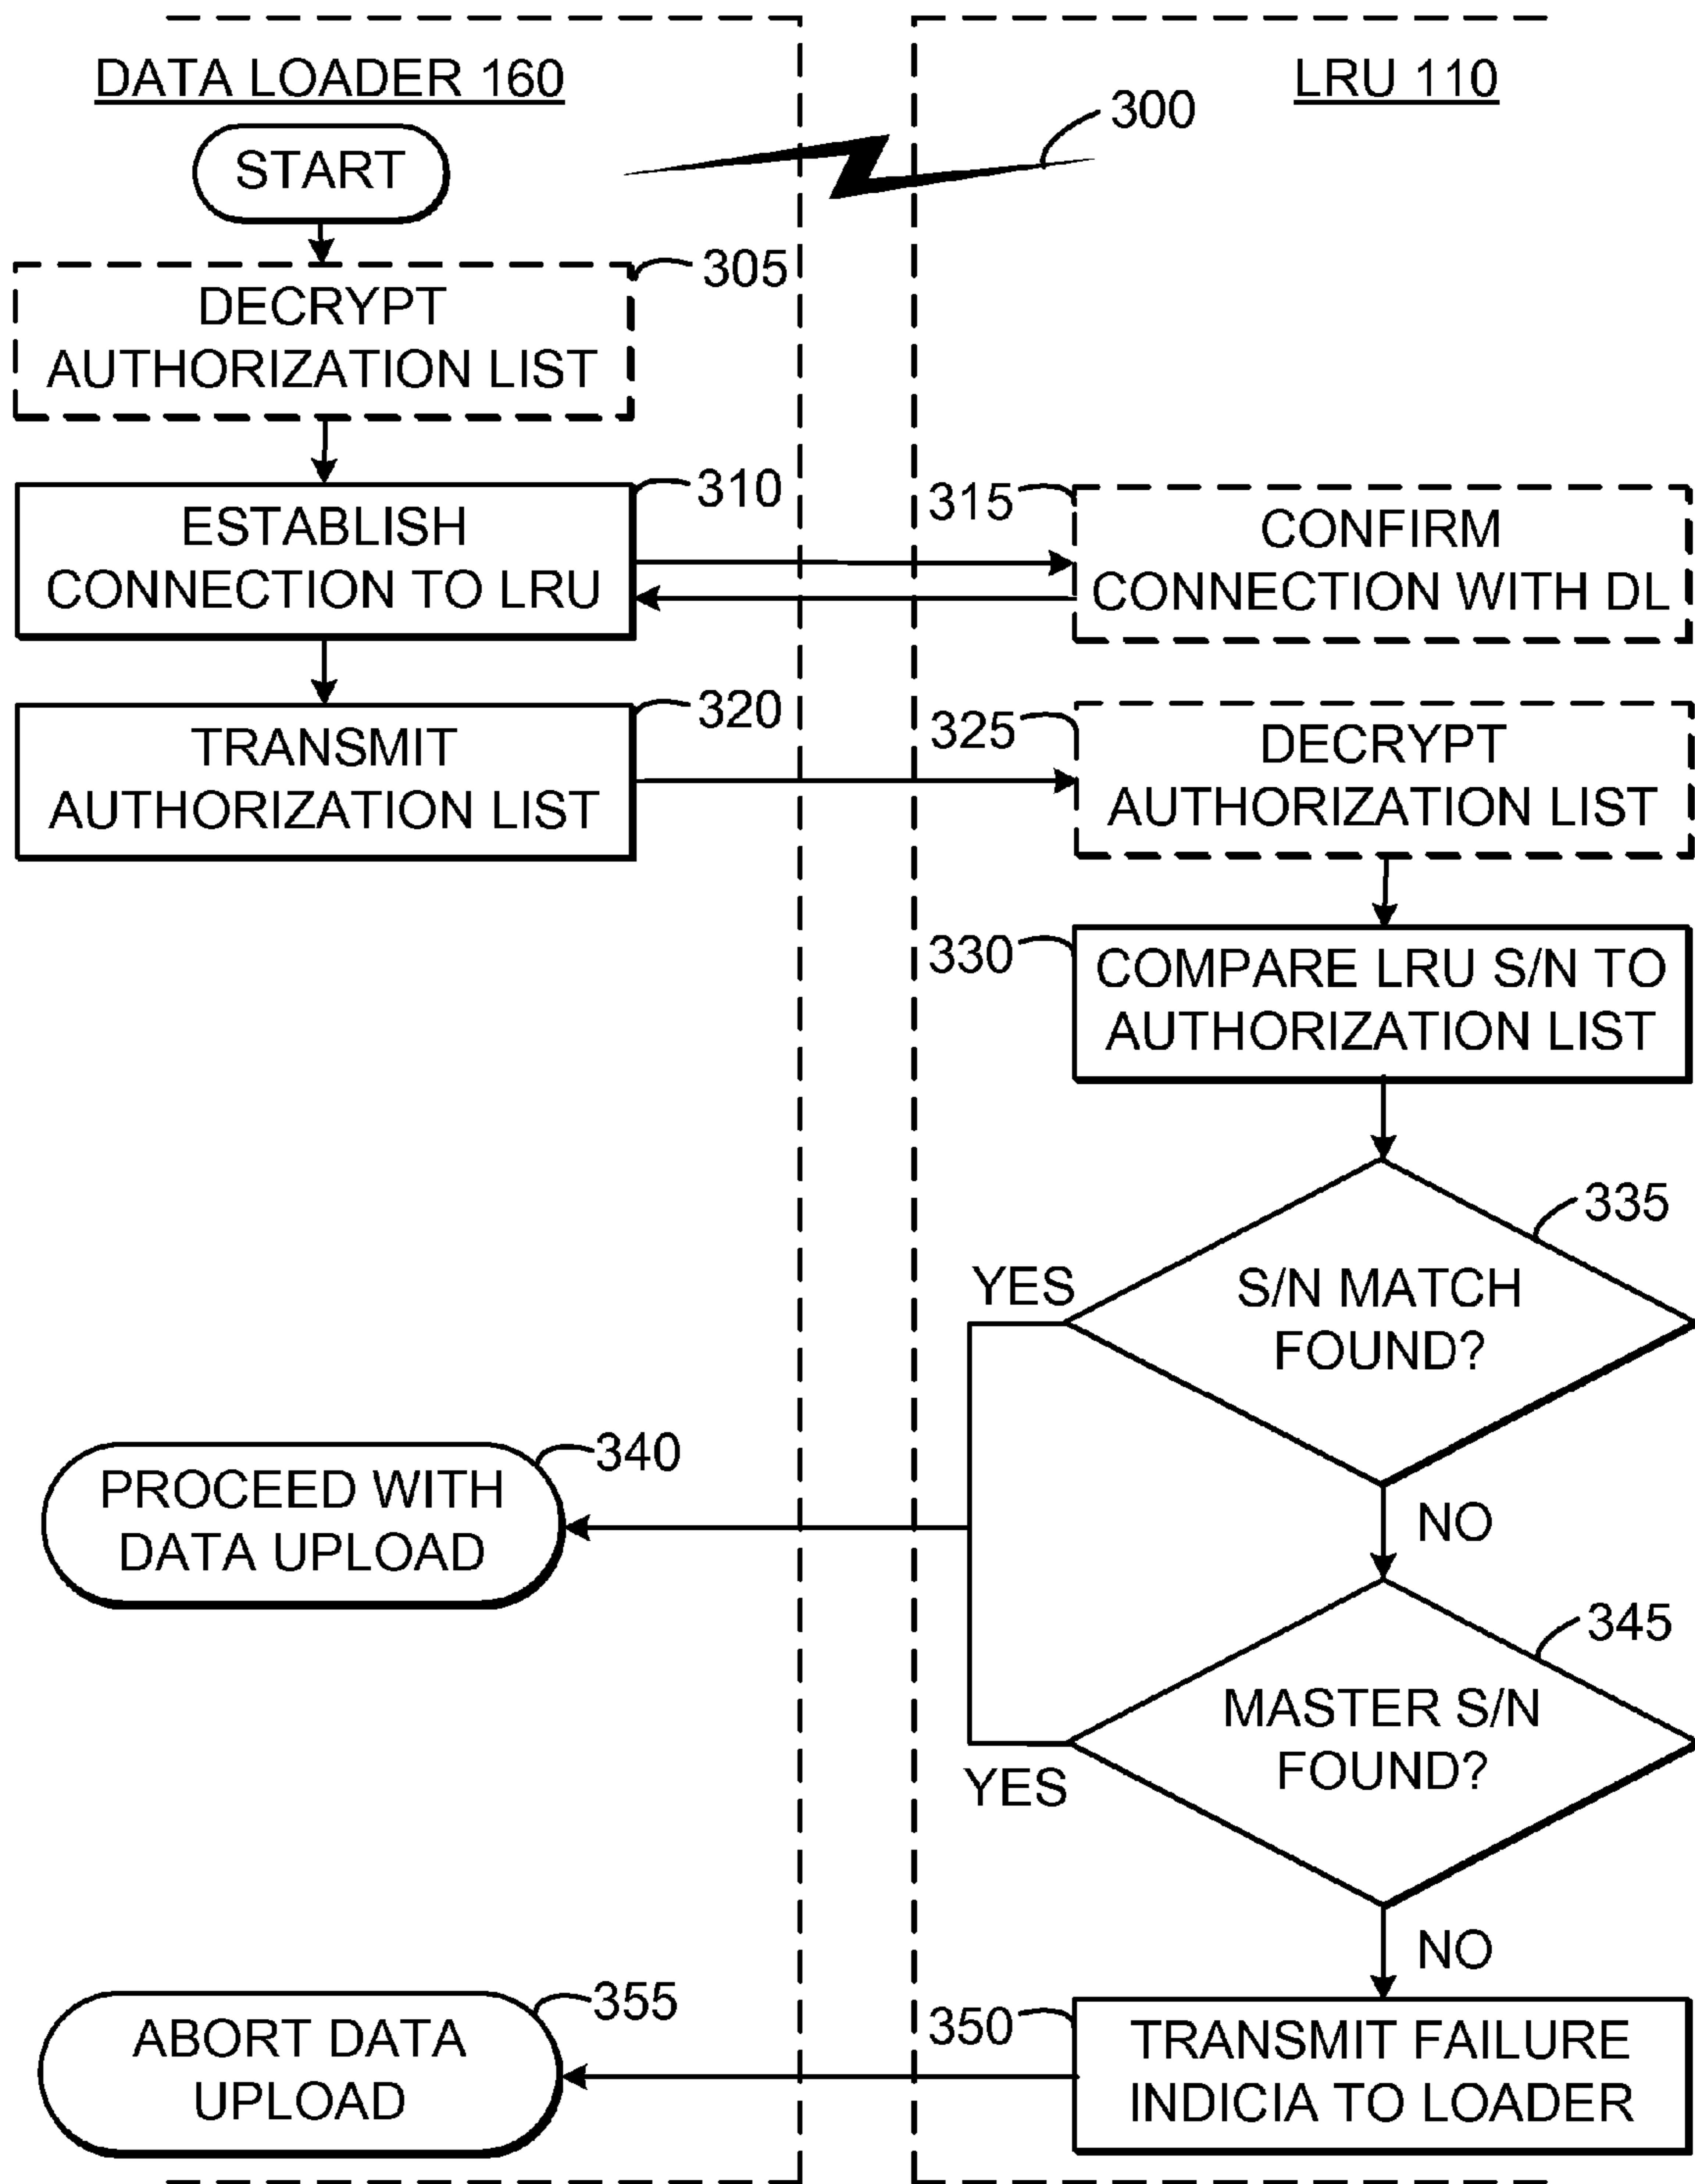 DATA LOADER 160
LRU 110
300
START
305
DECRYPT
AUTHORIZATION LIST
310
ESTABLISH
CONNECTION TO LRU
315
CONFIRM
CONNECTION WITH DL
320
TRANSMIT
AUTHORIZATION LIST
325
DECRYPT
AUTHORIZATION LIST
330
COMPARE LRU S/N TO
AUTHORIZATION LIST
335
S/N MATCH
FOUND?
YES
NO
340
PROCEED WITH
DATA UPLOAD
345
MASTER S/N
FOUND?
YES
NO
350
TRANSMIT FAILURE
INDICIA TO LOADER
355
ABORT DATA
UPLOAD